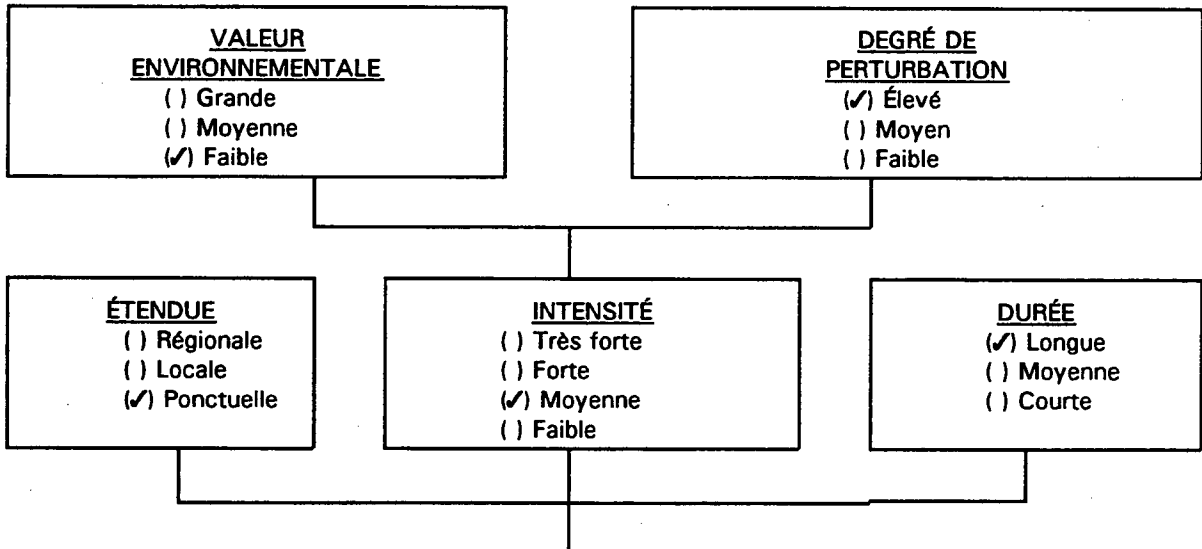 VALEUR
ENVIRONNEMENTALE
( ) Grande
( ) Moyenne
(✓) Faible
DEGRÉ DE
PERTURBATION
(✓) Élevé
( ) Moyen
( ) Faible
ÉTENDUE
( ) Régionale
( ) Locale
(✓) Ponctuelle
INTENSITÉ
( ) Très forte
( ) Forte
(✓) Moyenne
( ) Faible
DURÉE
(✓) Longue
( ) Moyenne
( ) Courte